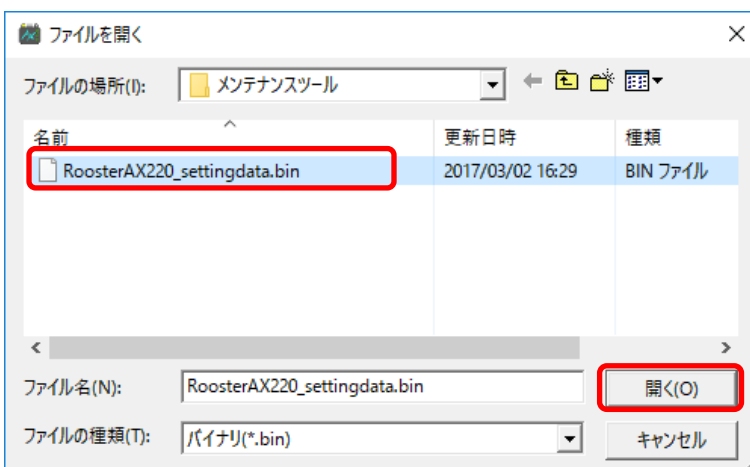 ファイルを開く
ファイルの場所(I): メンテナンスツール
名前 更新日時 種類
RoosterAX220_settingdata.bin 2017/03/02 16:29 BIN ファイル
ファイル名(N): RoosterAX220_settingdata.bin 開く(O)
ファイルの種類(T): バイナリ(*.bin) キャンセル